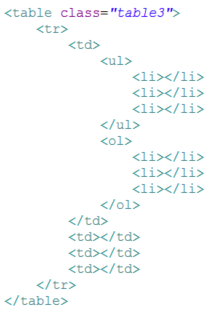 <table class="table3">
    <tr>
        <td>
            <ul>
                <li></li>
                <li></li>
                <li></li>
            </ul>
            <ol>
                <li></li>
                <li></li>
                <li></li>
            </ol>
        </td>
        <td></td>
        <td></td>
        <td></td>
    </tr>
</table>